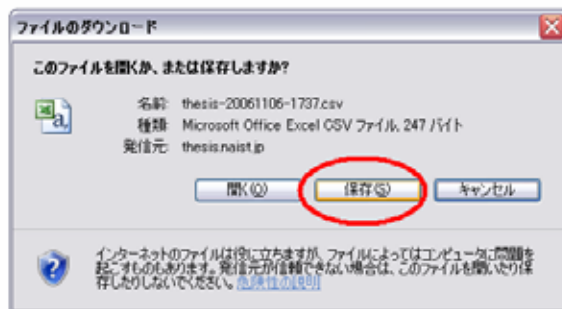 ファイルのダウンロード
このファイルを開くか、または保存しますか?
名前: thesis-20061106-1737.csv
種類: Microsoft Office Excel CSV ファイル, 247 バイト
発信元: thesis.naist.jp
開く(O) 保存(S) キャンセル
インターネットのファイルは役に立ちますが、ファイルによってはコンピュータに問題を
起こすものもあります。発信元が信頼できない場合は、このファイルを開いたり保
存したりしないでください。危険性の説明